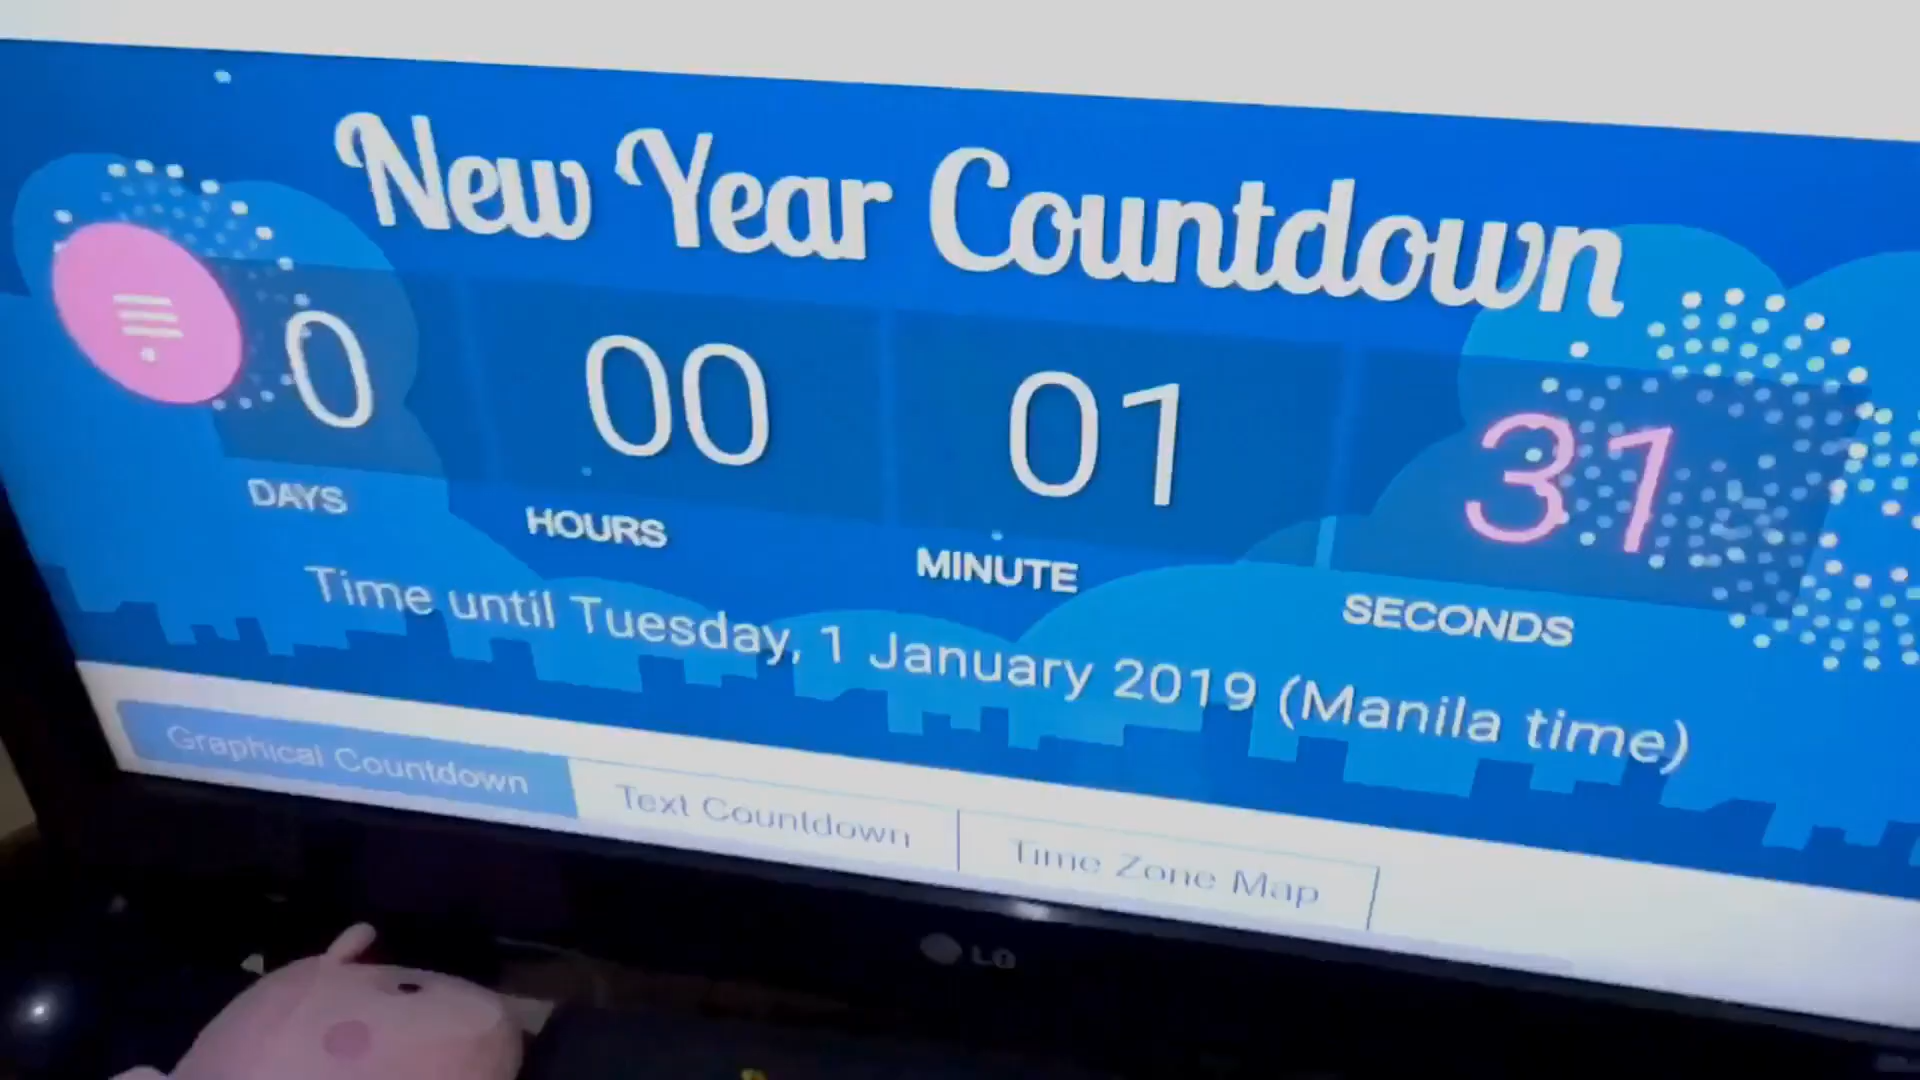 New Year Countdown
0 00 01 31
DAYS HOURS MINUTE SECONDS
Time until Tuesday, 1 January 2019 (Manila time)
Graphical Countdown Text Countdown Time Zone Map
LG